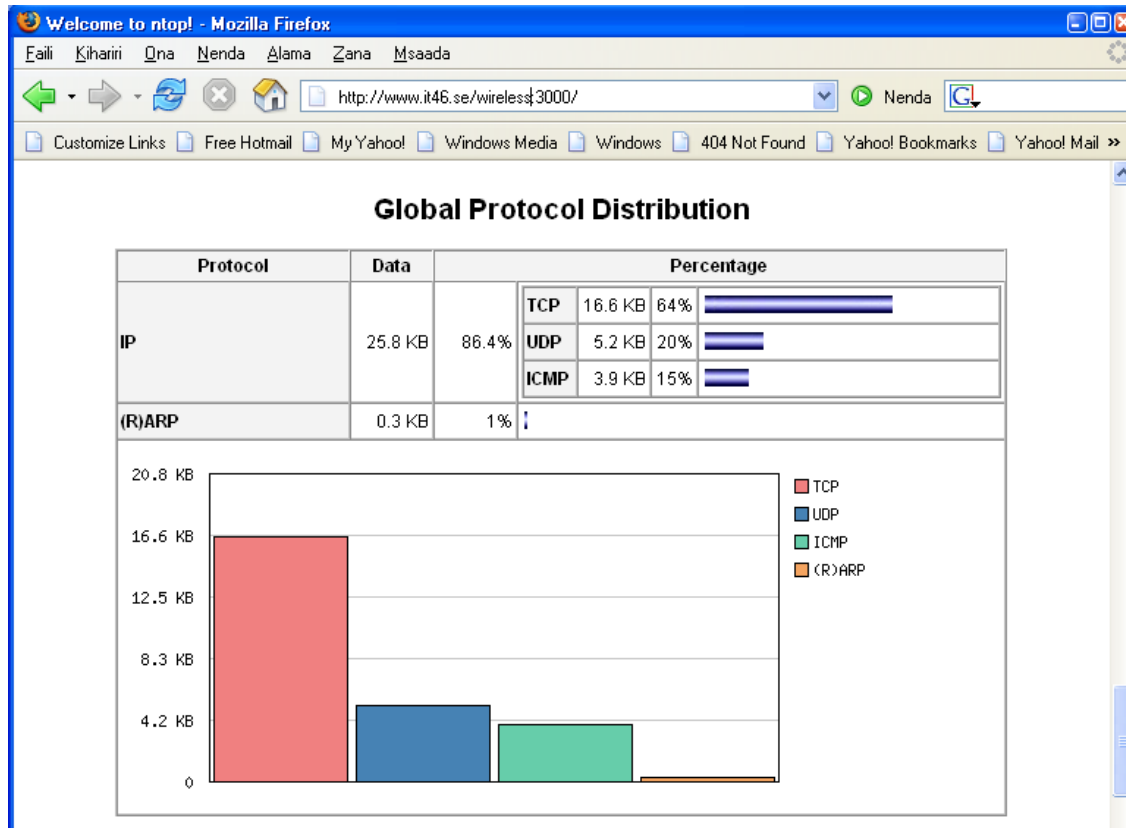 Welcome to ntop! - Mozilla Firefox
Faili Kihariri Ona Nenda Alama Zana Msaada
http://www.it46.se/wireless:3000/ Nenda G
Customize Links Free Hotmail My Yahoo! Windows Media Windows 404 Not Found Yahoo! Bookmarks Yahoo! Mail »
Global Protocol Distribution
Protocol Data Percentage
IP 25.8 KB 86.4%
TCP 16.6 KB 64%
UDP 5.2 KB 20%
ICMP 3.9 KB 15%
(R)ARP 0.3 KB 1%
20.8 KB
16.6 KB
12.5 KB
8.3 KB
4.2 KB
0
TCP
UDP
ICMP
(R)ARP